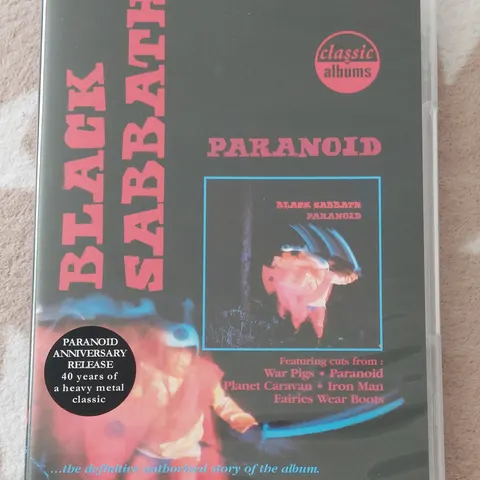 BLACK
SABBATH
classic
albums
PARANOID
BLACK SABBATH
PARANOID
Featuring cuts from :
War Pigs • Paranoid
Planet Caravan • Iron Man
Fairies Wear Boots
PARANOID
ANNIVERSARY
RELEASE
40 years of
a heavy metal
classic
...the definitive authorised story of the album.